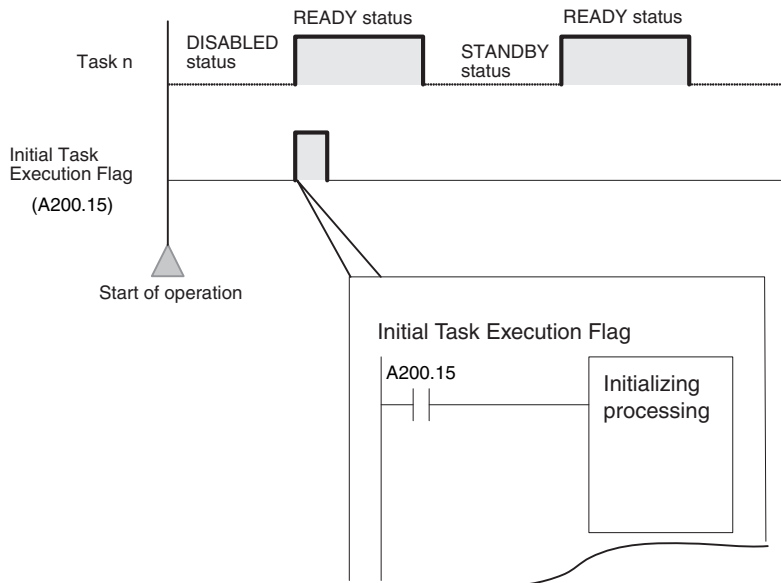 READY status
READY status
DISABLED
status
STANDBY
status
Task n
Initial Task
Execution Flag
(A200.15)
Start of operation
Initial Task Execution Flag
A200.15
Initializing
processing